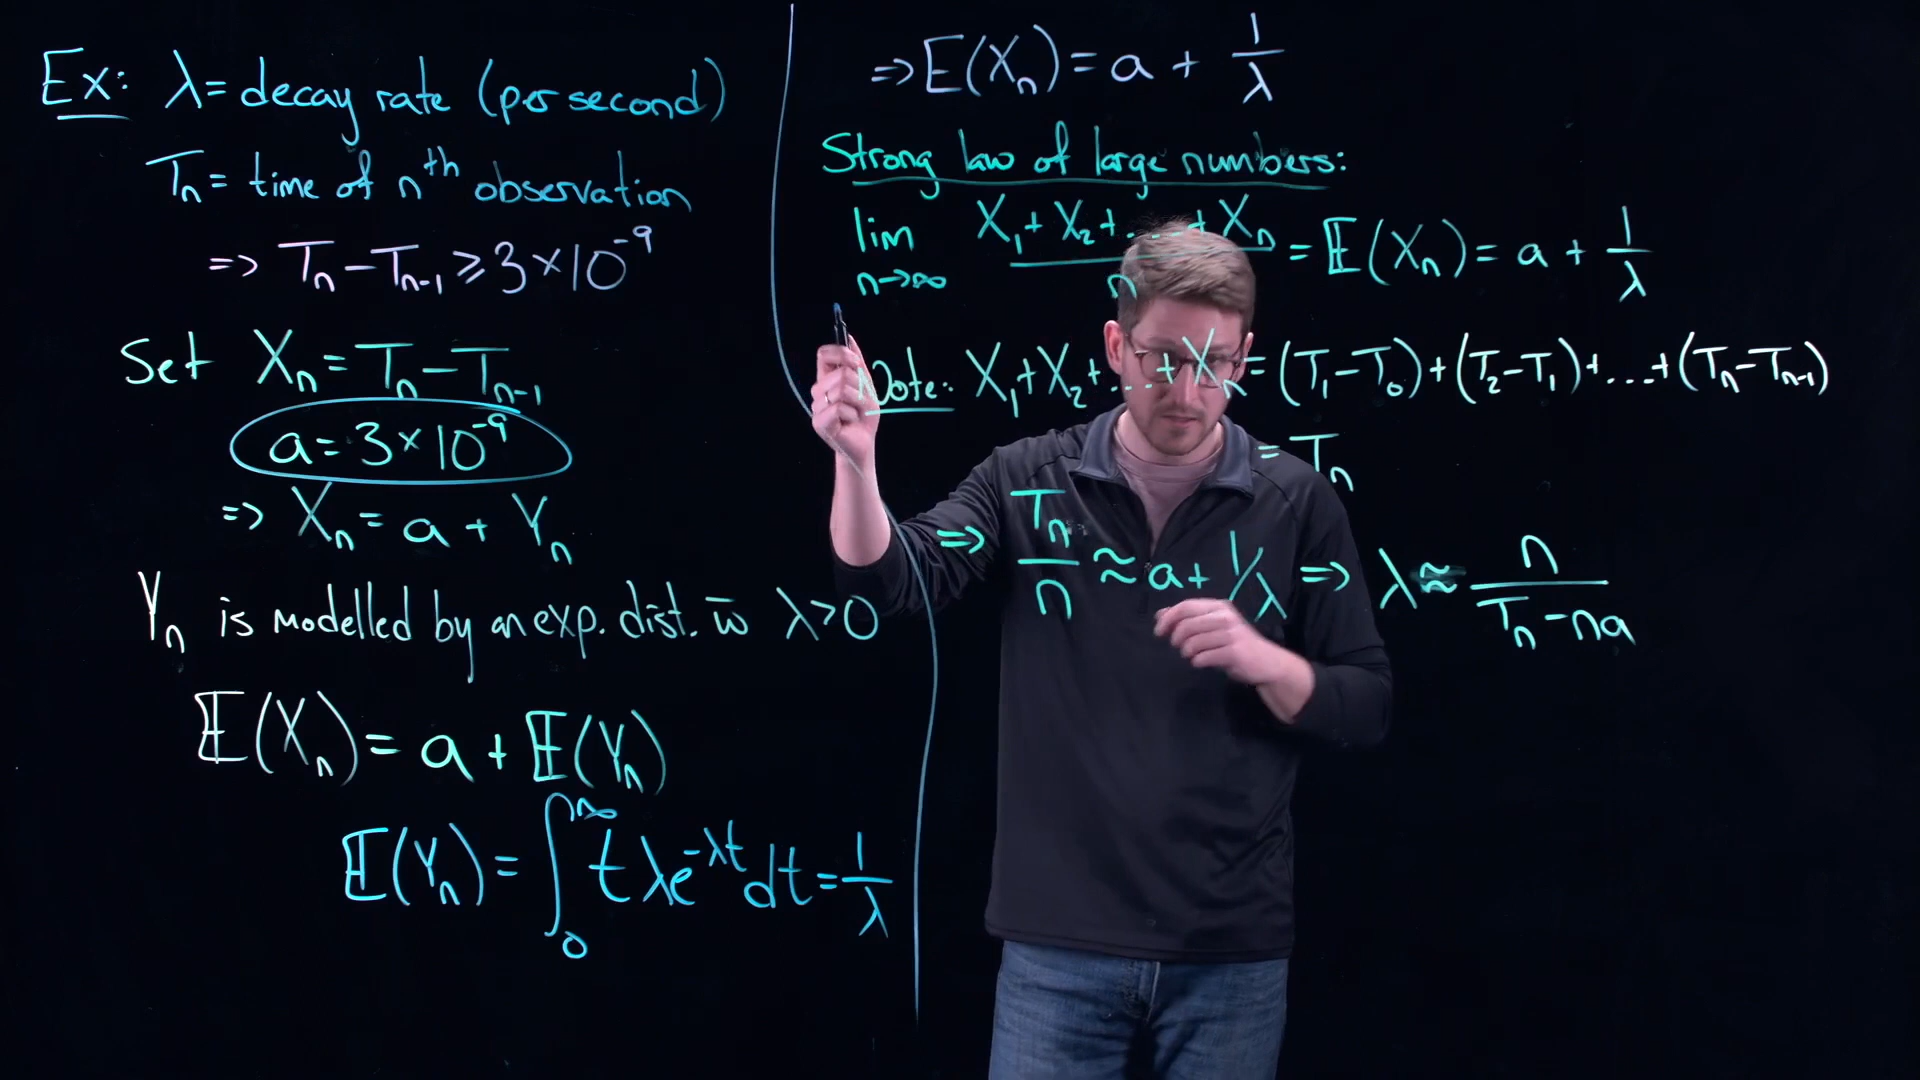 Ex: λ = decay rate (per second)
Tₙ = time of nᵗʰ observation
=> Tₙ − Tₙ₋₁ ⩾ 3 × 10⁻⁹
Set Xₙ = Tₙ − Tₙ₋₁
a = 3 × 10⁻⁹
=> Xₙ = a + Yₙ
Yₙ is modelled by an exp. dist. w̄ λ > 0
𝔼(Xₙ) = a + 𝔼(Yₙ)
𝔼(Yₙ) = ∫₀^∞ t λe^(-λt) dt = 1/λ
=> E(Xₙ) = a + 1/λ
Strong law of large numbers:
lim n→∞ (X₁ + X₂ + ... + Xₙ)/n = 𝔼(Xₙ) = a + 1/λ
Note: X₁ + X₂ + ... + Xₙ = (T₁ − T₀) + (T₂ − T₁) + ... + (Tₙ − Tₙ₋₁)
= Tₙ
=> Tₙ/n ≈ a + 1/λ => λ ≈ n/(Tₙ − na)